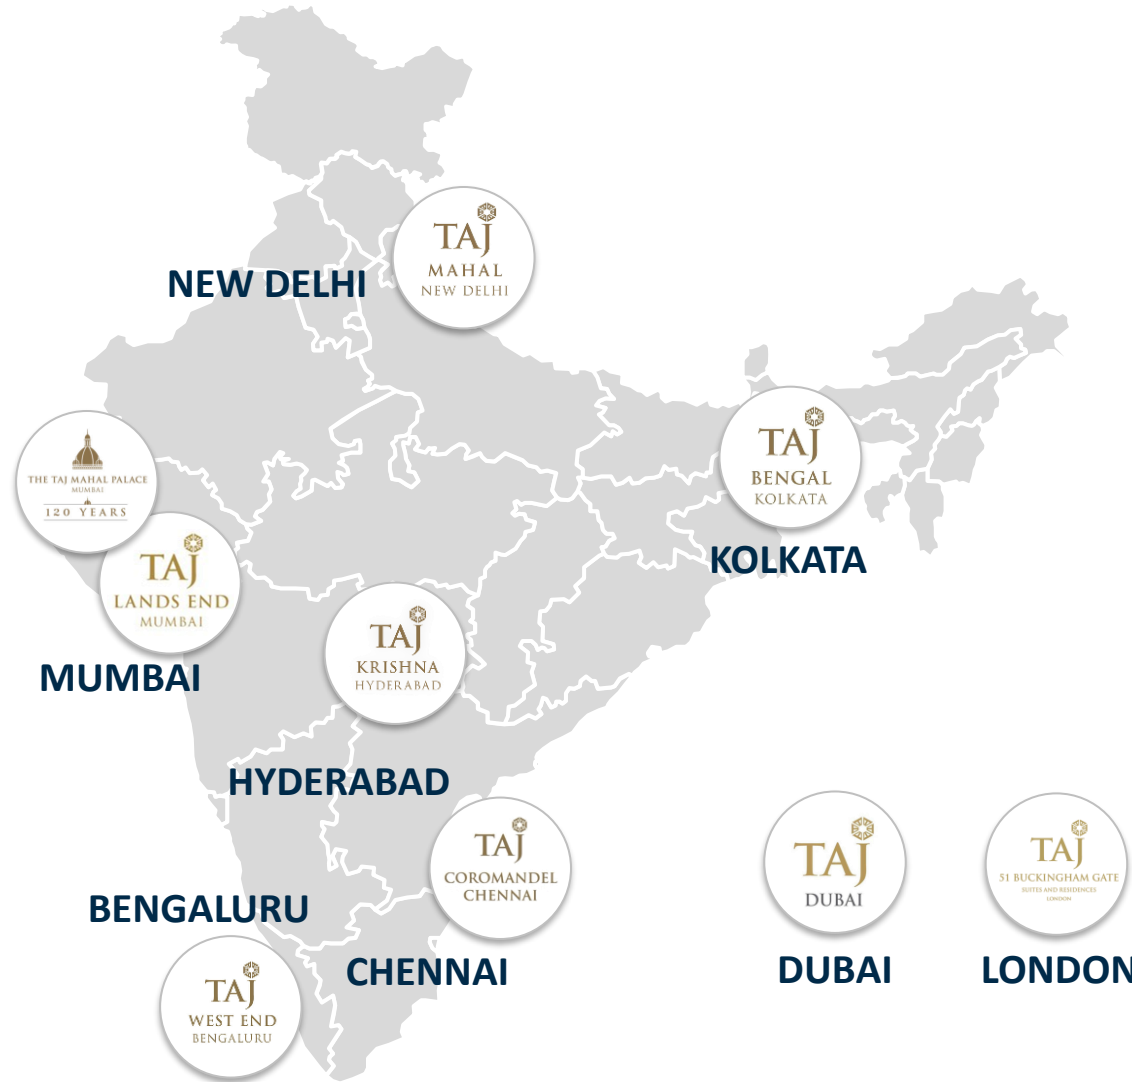 TAJ
MAHAL
NEW DELHI
NEW DELHI
TAJ
BENGAL
KOLKATA
KOLKATA
THE TAJ MAHAL PALACE
MUMBAI
120 YEARS
TAJ
LANDS END
MUMBAI
MUMBAI
TAJ
KRISHNA
HYDERABAD
HYDERABAD
TAJ
COROMANDEL
CHENNAI
CHENNAI
BENGALURU
TAJ
WEST END
BENGALURU
TAJ
DUBAI
DUBAI
TAJ
51 BUCKINGHAM GATE
SUITES AND RESIDENCES
LONDON
LONDON